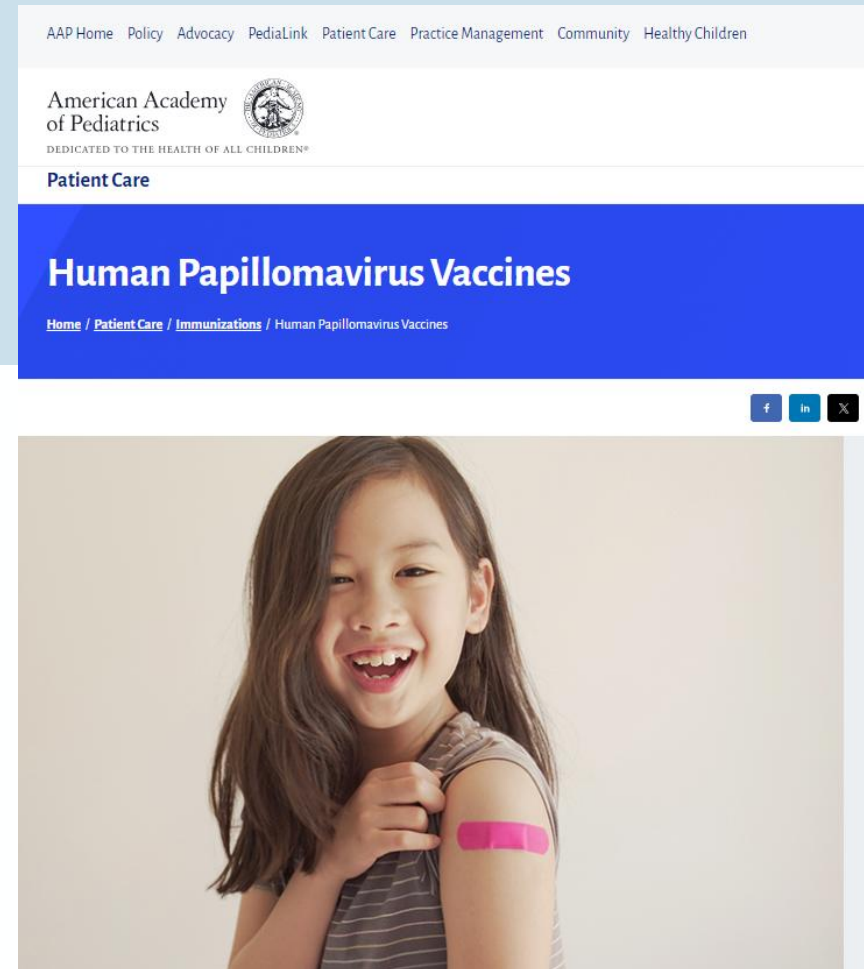 AAP Home Policy Advocacy PediaLink Patient Care Practice Management Community Healthy Children
American Academy
of Pediatrics
DEDICATED TO THE HEALTH OF ALL CHILDREN®
Patient Care
Human Papillomavirus Vaccines
Home / Patient Care / Immunizations / Human Papillomavirus Vaccines
f in X